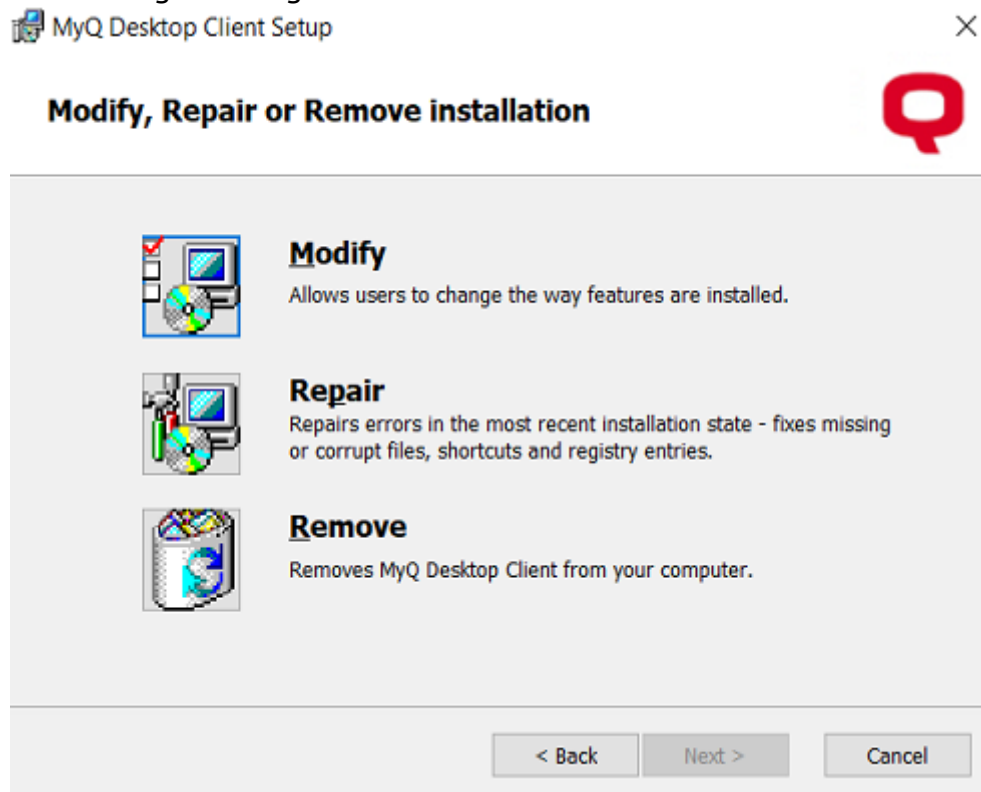 MyQ Desktop Client Setup
Modify, Repair or Remove installation
Modify
Allows users to change the way features are installed.
Repair
Repairs errors in the most recent installation state - fixes missing
or corrupt files, shortcuts and registry entries.
Remove
Removes MyQ Desktop Client from your computer.
< Back
Next >
Cancel